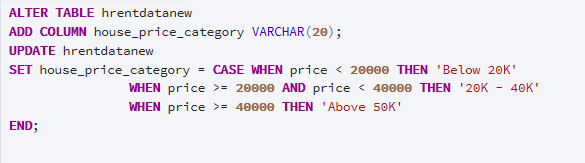 ALTER TABLE hrentdatanew
ADD COLUMN house_price_category VARCHAR(20);
UPDATE hrentdatanew
SET house_price_category = CASE WHEN price < 20000 THEN 'Below 20K'
WHEN price >= 20000 AND price < 40000 THEN '20K - 40K'
WHEN price >= 40000 THEN 'Above 50K'
END;